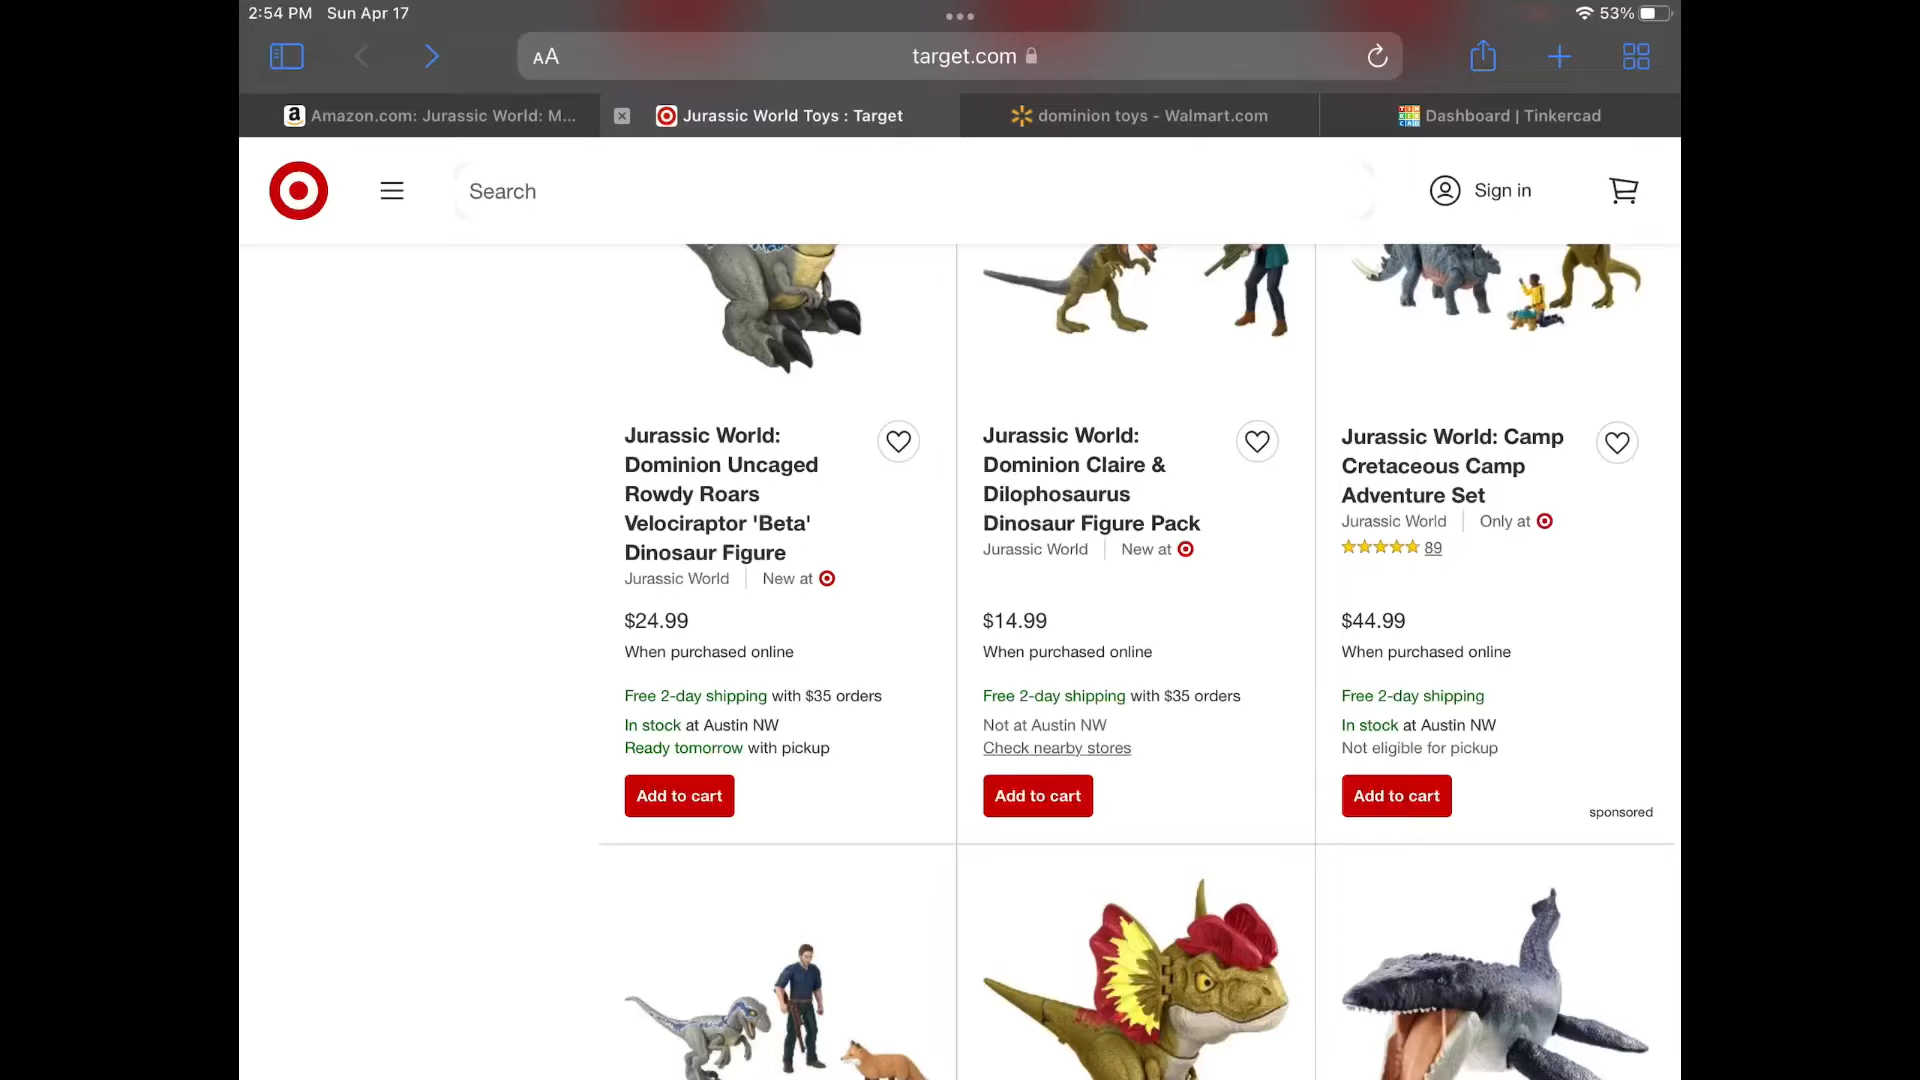 2:54 PM Sun Apr 17
53%
AA
target.com
Amazon.com: Jurassic World: M...
Jurassic World Toys : Target
dominion toys - Walmart.com
Dashboard | Tinkercad
Search
Sign in
Jurassic World:
Dominion Uncaged
Rowdy Roars
Velociraptor 'Beta'
Dinosaur Figure
Jurassic World New at
$24.99
When purchased online
Free 2-day shipping with $35 orders
In stock at Austin NW
Ready tomorrow with pickup
Add to cart
Jurassic World:
Dominion Claire &
Dilophosaurus
Dinosaur Figure Pack
Jurassic World New at
$14.99
When purchased online
Free 2-day shipping with $35 orders
Not at Austin NW
Check nearby stores
Add to cart
Jurassic World: Camp
Cretaceous Camp
Adventure Set
Jurassic World Only at
89
$44.99
When purchased online
Free 2-day shipping
In stock at Austin NW
Not eligible for pickup
Add to cart
sponsored